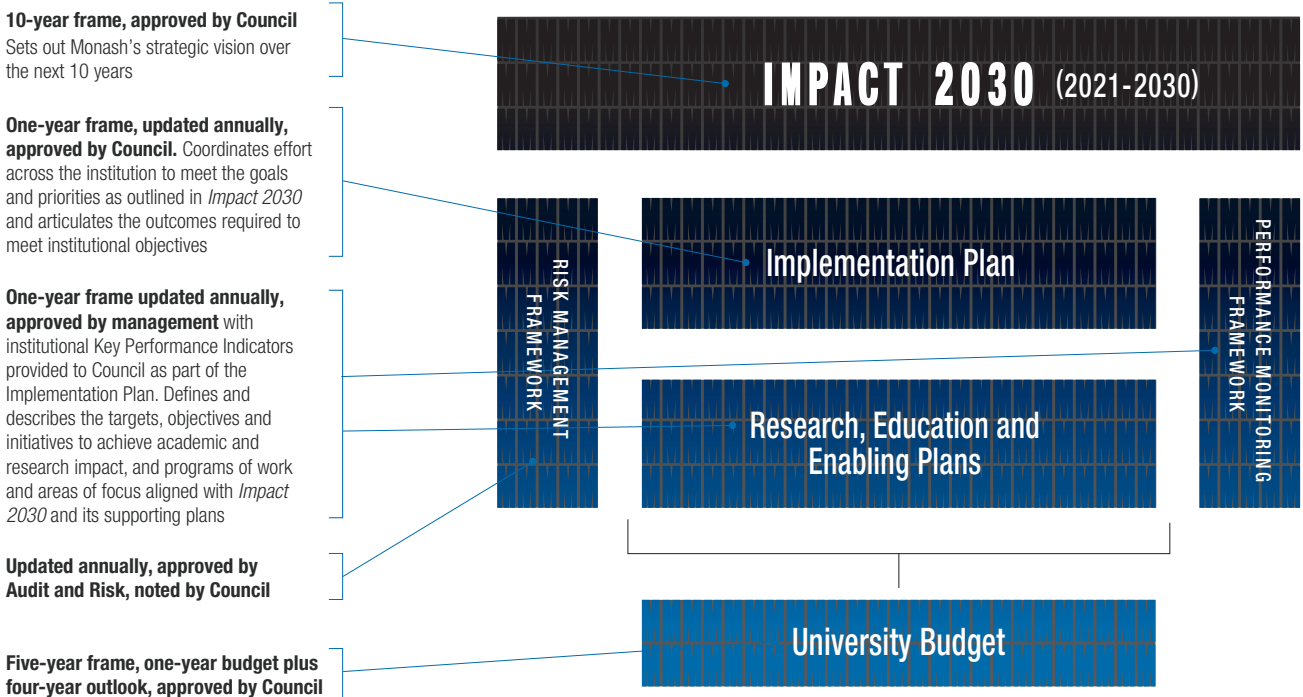 10-year frame, approved by Council
Sets out Monash's strategic vision over
the next 10 years
One-year frame, updated annually,
approved by Council. Coordinates effort
across the institution to meet the goals
and priorities as outlined in Impact 2030
and articulates the outcomes required to
meet institutional objectives
One-year frame updated annually,
approved by management with
institutional Key Performance Indicators
provided to Council as part of the
Implementation Plan. Defines and
describes the targets, objectives and
initiatives to achieve academic and
research impact, and programs of work
and areas of focus aligned with Impact
2030 and its supporting plans
Updated annually, approved by
Audit and Risk, noted by Council
Five-year frame, one-year budget plus
four-year outlook, approved by Council
IMPACT 2030 (2021-2030)
RISK MANAGEMENT
FRAMEWORK
Implementation Plan
Research, Education and
Enabling Plans
PERFORMANCE MONITORING
FRAMEWORK
University Budget